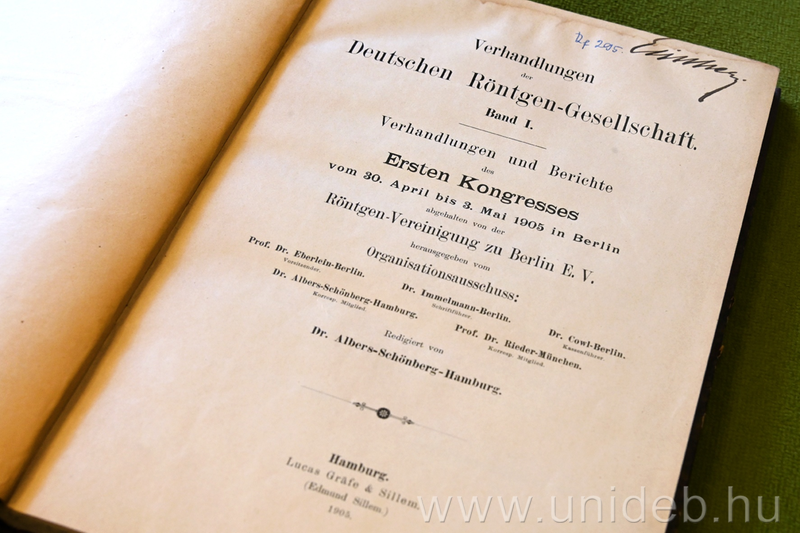 Rf 295.
Verhandlungen
der
Deutschen Röntgen-Gesellschaft.
Band I.
Verhandlungen und Berichte
des
Ersten Kongresses
vom 30. April bis 3. Mai 1905 in Berlin
abgehalten von der
Röntgen-Vereinigung zu Berlin E. V.
herausgegeben vom
Organisationsausschuss:
Prof. Dr. Eberlein-Berlin.
Vorsitzender.
Dr. Immelmann-Berlin.
Schriftführer.
Dr. Cowl-Berlin.
Kassenführer.
Dr. Albers-Schönberg-Hamburg.
Korresp. Mitglied.
Prof. Dr. Rieder-München.
Korresp. Mitglied.
Redigiert von
Dr. Albers-Schönberg-Hamburg.
Hamburg.
Lucas Gräfe & Sillem.
(Edmund Sillem.)
1905.
www.unideb.hu